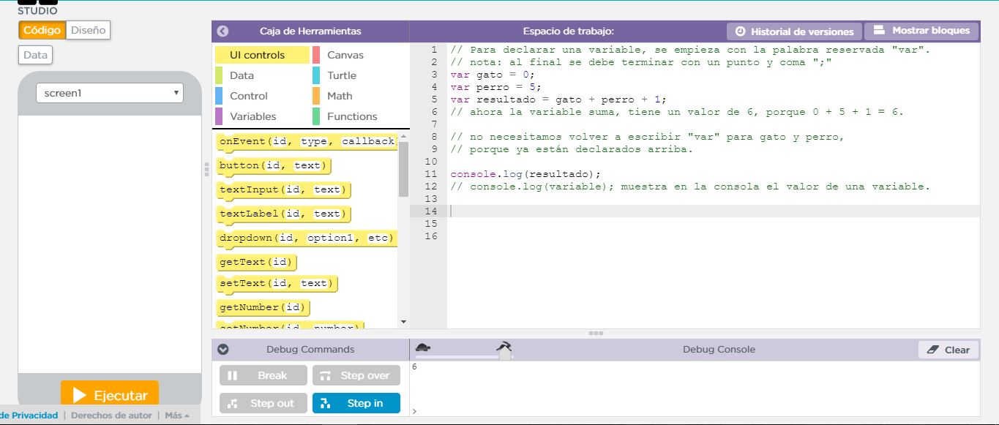 STUDIO
Código Diseño
Data
screen1
Ejecutar
de Privacidad | Derechos de autor | Más
Caja de Herramientas
UI controls
Canvas
Data
Turtle
Control
Math
Variables
Functions
onEvent(id, type, callback
button(id, text)
textInput(id, text)
textLabel(id, text)
dropdown(id, option1, etc)
getText(id)
setText(id, text)
getNumber(id)
setNumber(id, number)
Espacio de trabajo:
Historial de versiones
Mostrar bloques
1 // Para declarar una variable, se empieza con la palabra reservada "var".
2 // nota: al final se debe terminar con un punto y coma ";"
3 var gato = 0;
4 var perro = 5;
5 var resultado = gato + perro + 1;
6 // ahora la variable suma, tiene un valor de 6, porque 0 + 5 + 1 = 6.
7
8 // no necesitamos volver a escribir "var" para gato y perro,
9 // porque ya están declarados arriba.
10
11 console.log(resultado);
12 // console.log(variable); muestra en la consola el valor de una variable.
13
14
15
16
Debug Commands
Break
Step over
Step out
Step in
Debug Console
Clear
6
>